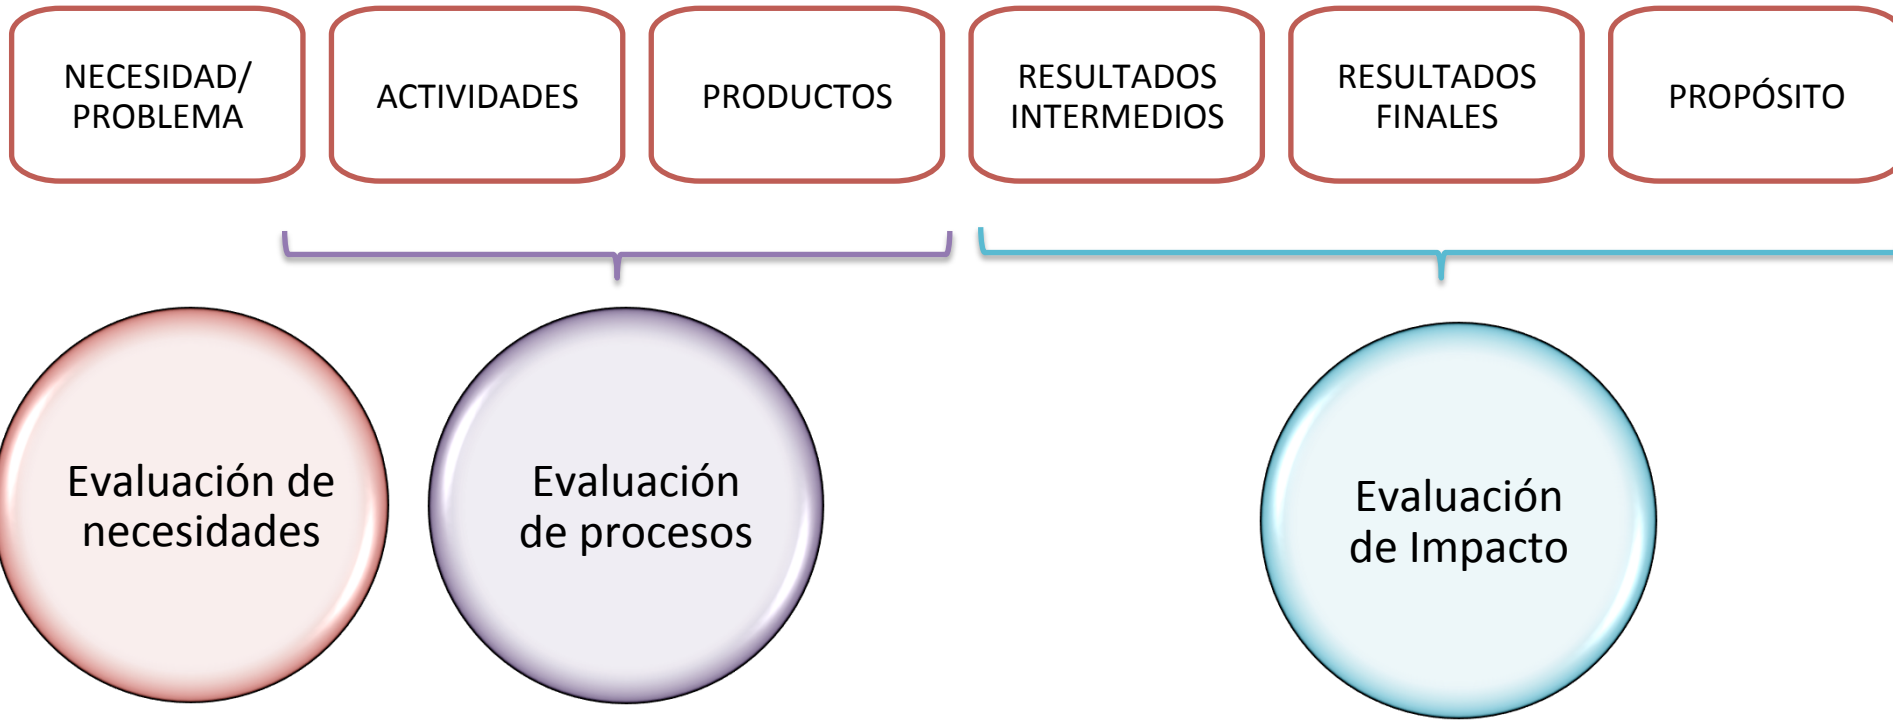 NECESIDAD/
PROBLEMA
ACTIVIDADES
PRODUCTOS
RESULTADOS
INTERMEDIOS
RESULTADOS
FINALES
PROPÓSITO
Evaluación de
necesidades
Evaluación
de procesos
Evaluación
de Impacto